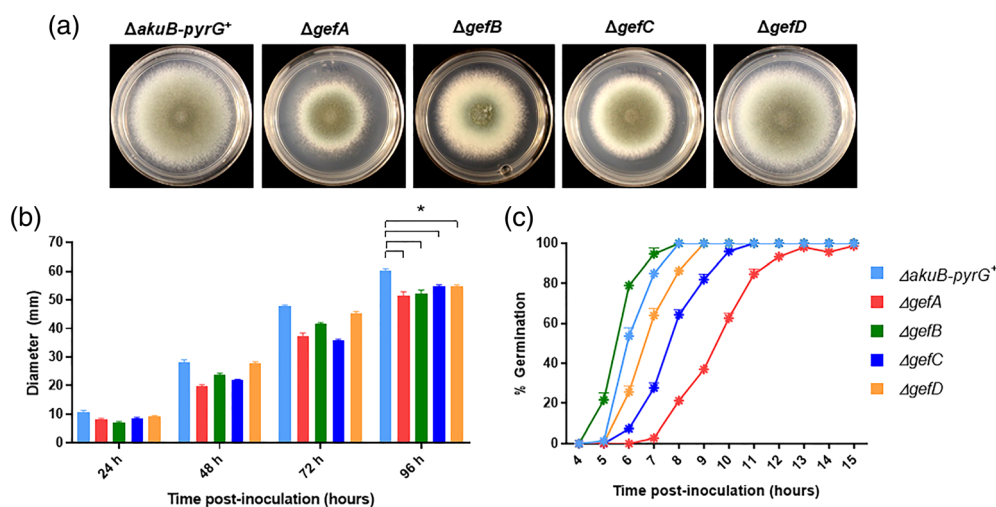 (a)
ΔakuB-pyrG⁺ ΔgefA ΔgefB ΔgefC ΔgefD
(b)
*
Diameter (mm)
70
60
50
40
30
20
10
0
24 h 48 h 72 h 96 h
Time post-inoculation (hours)
(c)
% Germination
100
80
60
40
20
0
4 5 6 7 8 9 10 11 12 13 14 15
Time post-inoculation (hours)
ΔakuB-pyrG⁺
ΔgefA
ΔgefB
ΔgefC
ΔgefD